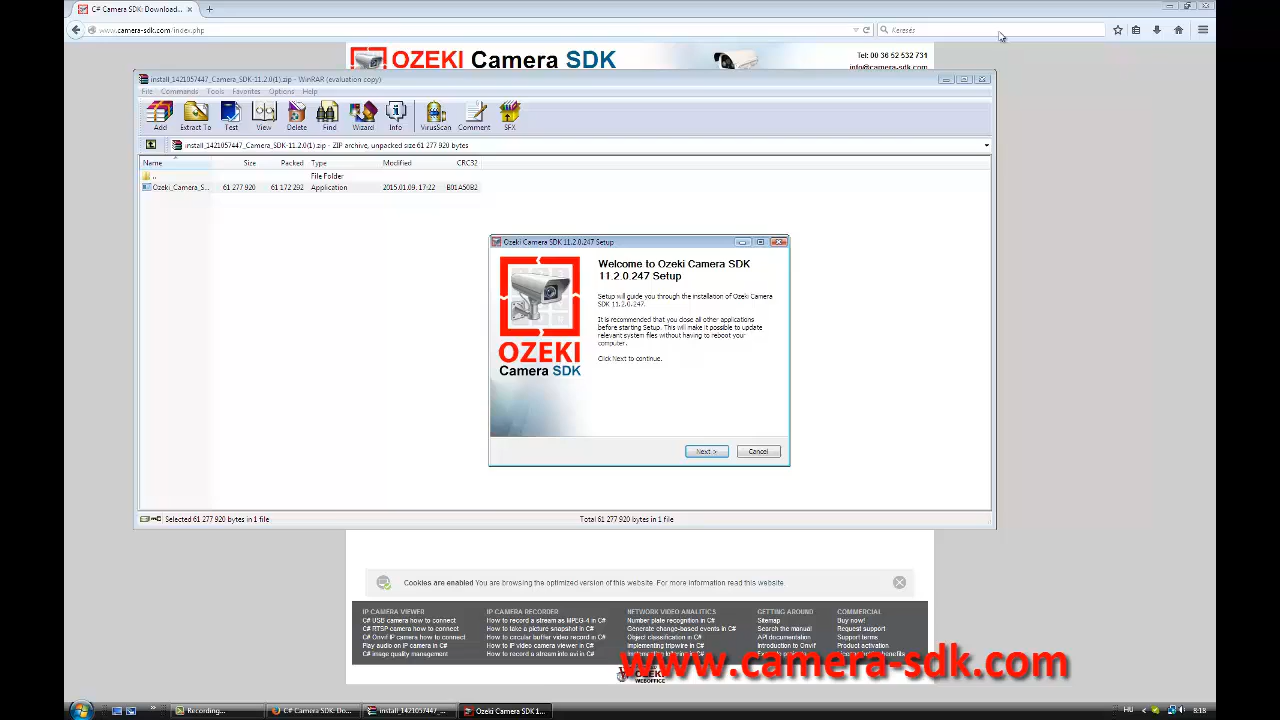 C# Camera SDK: Download...
www.camera-sdk.com/index.php
Keresés
OZEKI Camera SDK
Tel: 00 36 52 532 731
info@camera-sdk.com
install_1421057447_Camera_SDK-11.2.0(1).zip - WinRAR (evaluation copy)
File Commands Tools Favorites Options Help
Add Extract To Test View Delete Find Wizard Info VirusScan Comment SFX
install_1421057447_Camera_SDK-11.2.0(1).zip - ZIP archive, unpacked size 61 277 920 bytes
Name Size Packed Type Modified CRC32
.. File Folder
Ozeki_Camera_S... 61 277 920 61 172 292 Application 2015.01.09. 17:22 B01A50B2
Ozeki Camera SDK 11.2.0.247 Setup
Welcome to Ozeki Camera SDK
11.2.0.247 Setup
Setup will guide you through the installation of Ozeki Camera
SDK 11.2.0.247.
It is recommended that you close all other applications
before starting Setup. This will make it possible to update
relevant system files without having to reboot your
computer.
Click Next to continue.
OZEKI
Camera SDK
Next > Cancel
Selected 61 277 920 bytes in 1 file Total 61 277 920 bytes in 1 file
Cookies are enabled You are browsing the optimized version of this website. For more information read this website.
IP CAMERA VIEWER IP CAMERA RECORDER NETWORK VIDEO ANALITICS GETTING AROUND COMMERCIAL
C# USB camera how to connect How to record a stream as MPEG-4 in C# Number plate recognition in C# Sitemap Buy now!
C# RTSP camera how to connect How to take a picture snapshot in C# Generate change-based events in C# Search the manual Request support
C# Onvif IP camera how to connect How to circular buffer video record in C# Object classification in C# API documentation Support terms
Play audio on IP camera in C# How to IP video camera viewer in C# Implementing tripwire in C# Introduction to Onvif Product activation
C# image quality management How to record a stream into avi in C#
www.camera-sdk.com
OZEKI
WEBOFFICE
Recording... C# Camera SDK: Do... install_1421057447_... Ozeki Camera SDK 1... HU 8:18